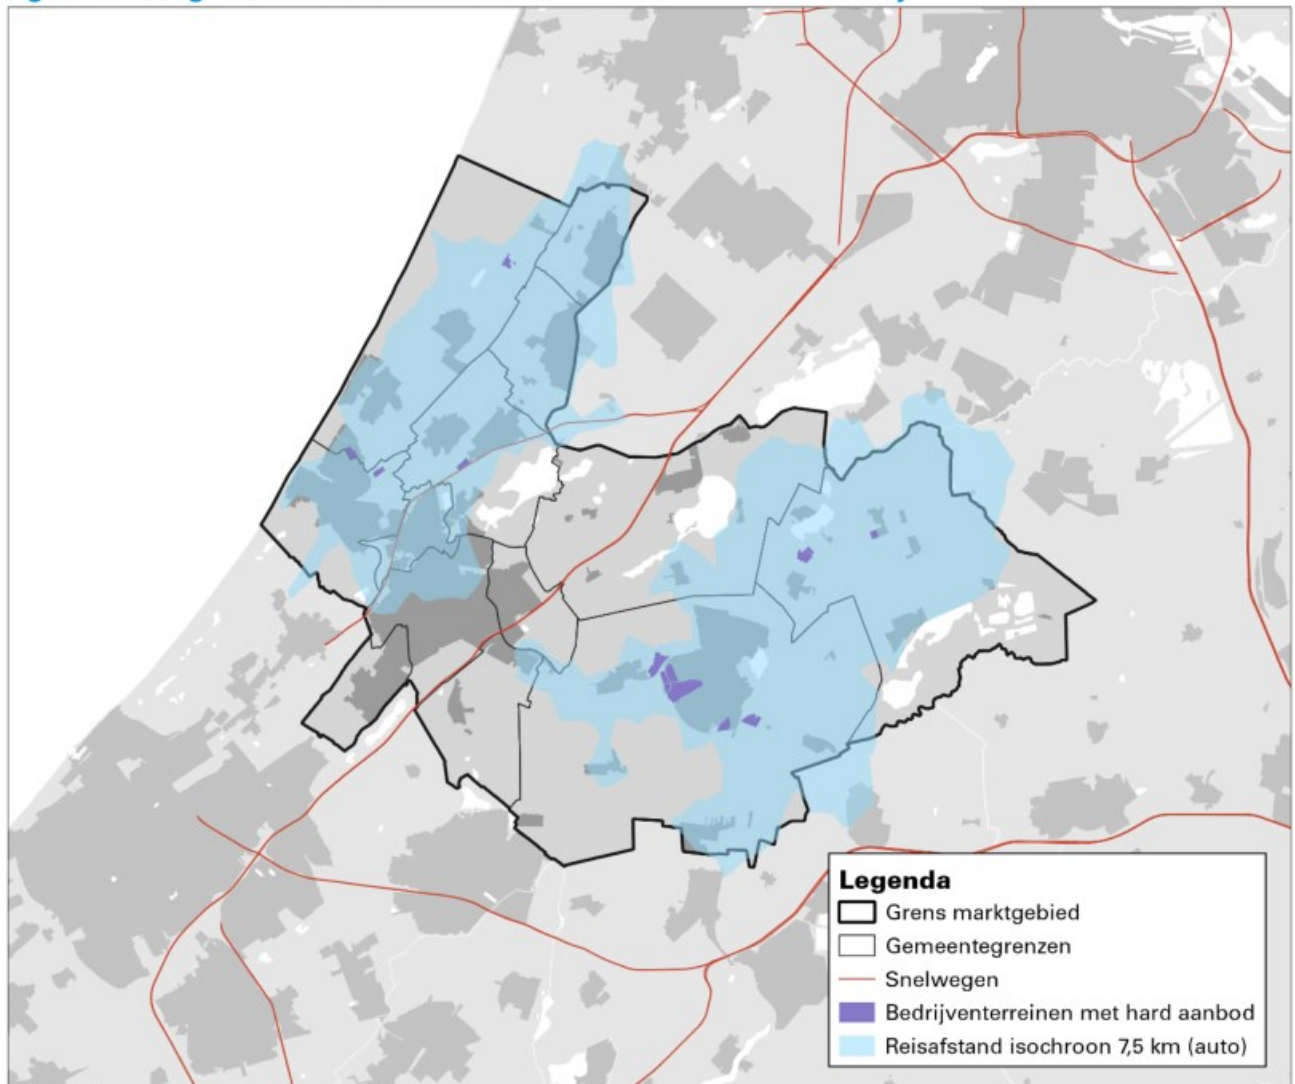 Legenda
Grens marktgebied
Gemeentegrenzen
Snelwegen
Bedrijventerreinen met hard aanbod
Reisafstand isochroon 7,5 km (auto)